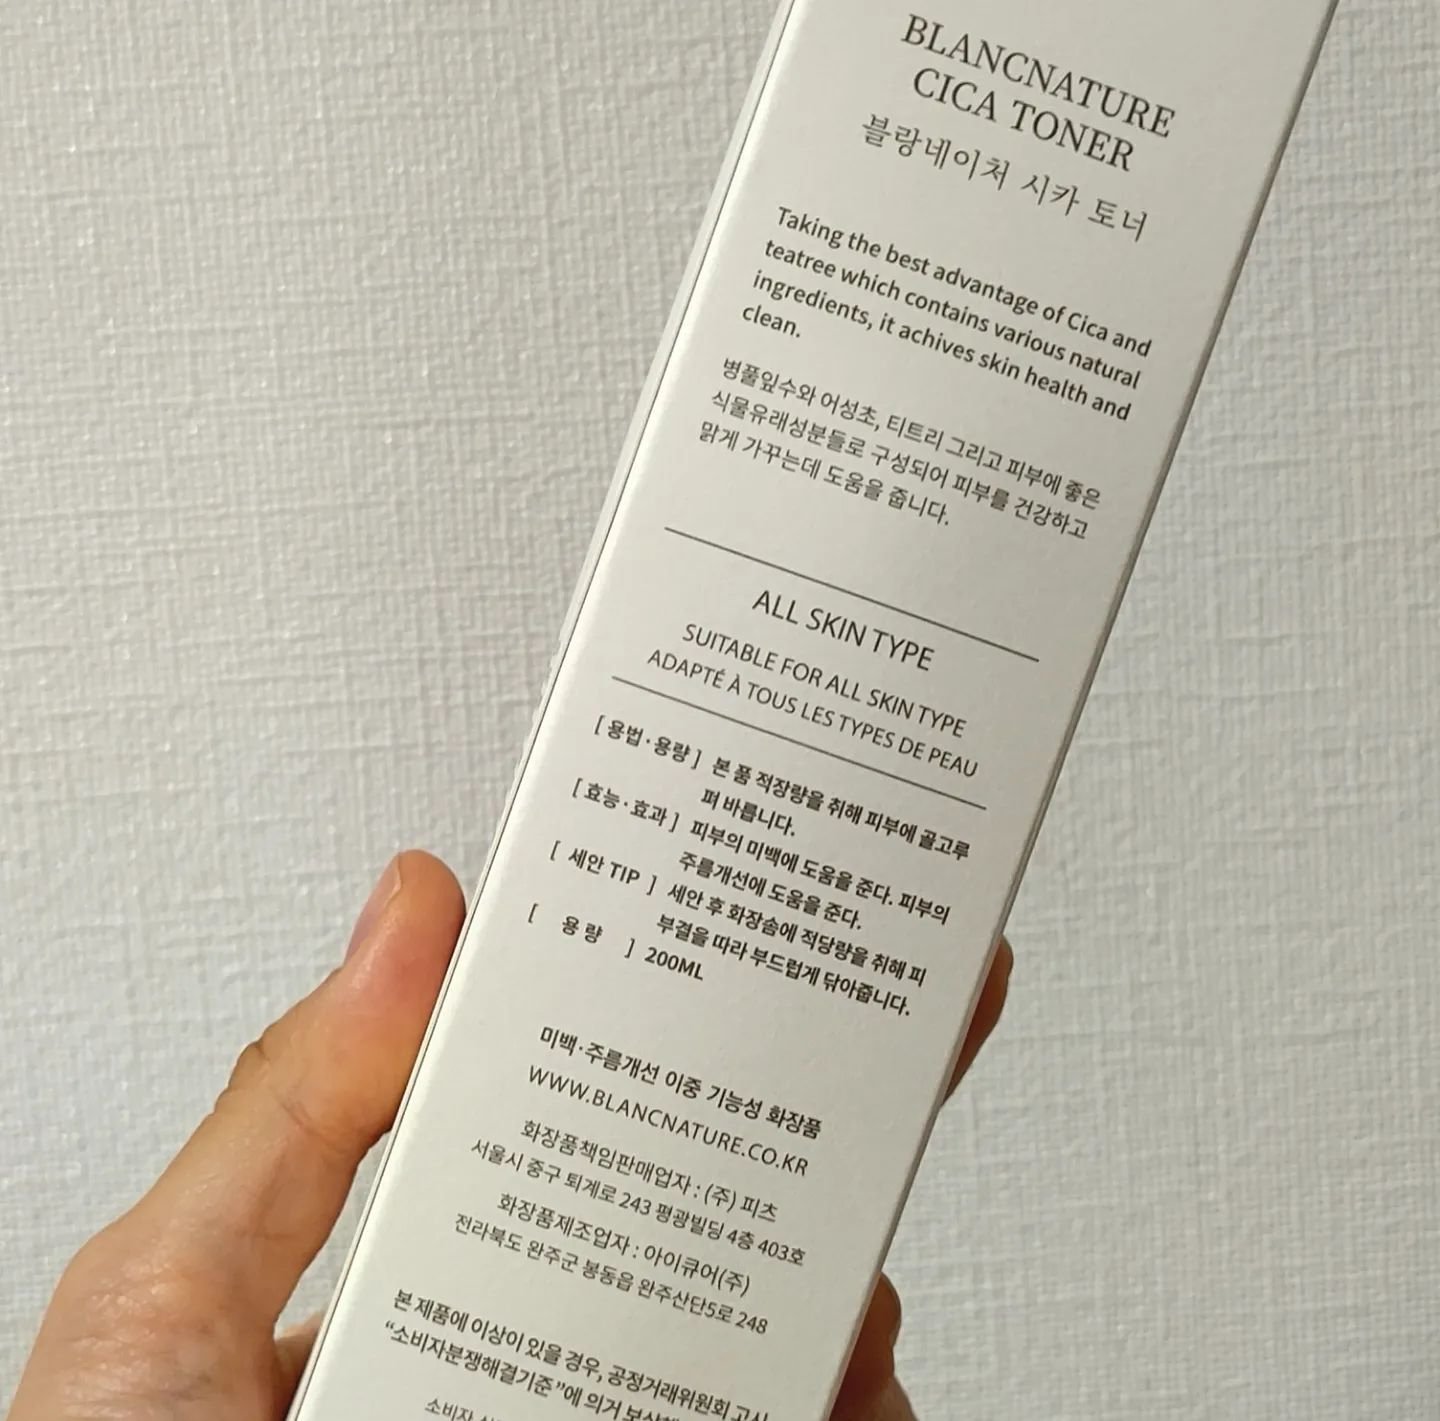 BLANCNATURE
CICA TONER
블랑네이처 시카 토너
Taking the best advantage of Cica and
teatree which contains various natural
ingredients, it achives skin health and
clean.
병풀잎수와 어성초, 티트리 그리고 피부에 좋은
식물유래성분들로 구성되어 피부를 건강하고
맑게 가꾸는데 도움을 줍니다.
ALL SKIN TYPE
SUITABLE FOR ALL SKIN TYPE
ADAPTÉ À TOUS LES TYPES DE PEAU
[ 용법·용량 ] 본 품 적장량을 취해 피부에 골고루
펴 바릅니다.
[ 효능·효과 ] 피부의 미백에 도움을 준다. 피부의
주름개선에 도움을 준다.
[ 세안 TIP ] 세안 후 화장솜에 적당량을 취해 피
부결을 따라 부드럽게 닦아줍니다.
[ 용 량 ] 200ML
미백·주름개선 이중 기능성 화장품
WWW.BLANCNATURE.CO.KR
화장품책임판매업자 : (주) 피츠
서울시 중구 퇴계로 243 평광빌딩 4층 403호
화장품제조업자 : 아이큐어(주)
전라북도 완주군 봉동읍 완주산단5로 248
본 제품에 이상이 있을 경우, 공정거래위원회 고시
“소비자분쟁해결기준”에 의거
소비자